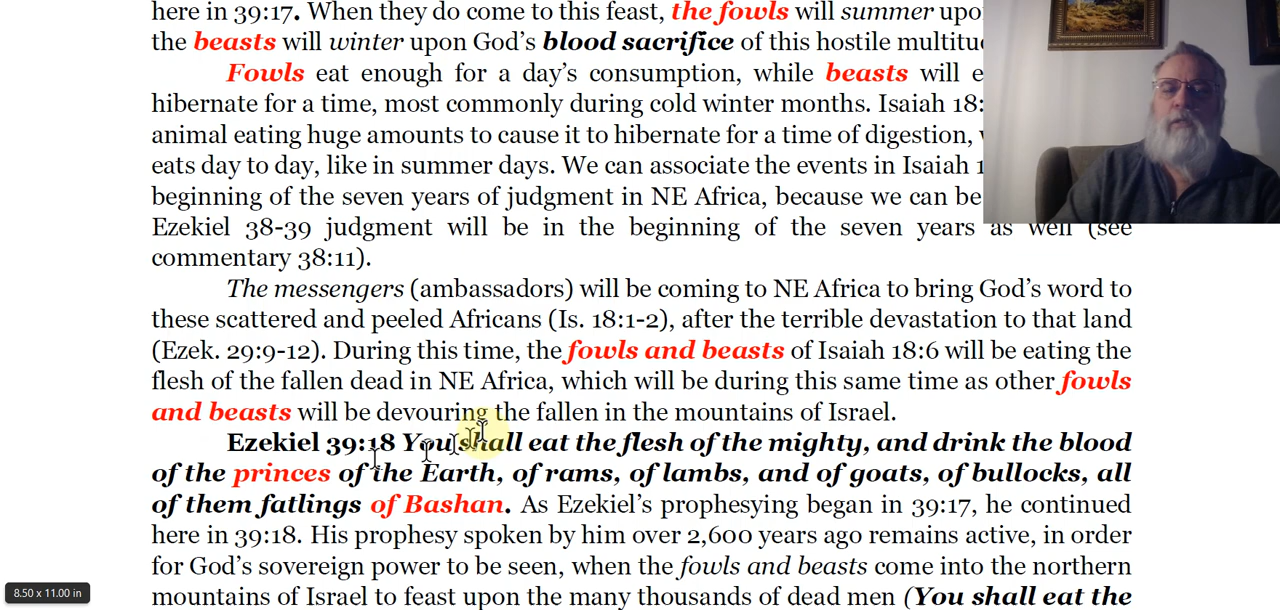 here in 39:17. When they do come to this feast, the fowls will summer upo
the beasts will winter upon God's blood sacrifice of this hostile multitu
Fowls eat enough for a day's consumption, while beasts will e
hibernate for a time, most commonly during cold winter months. Isaiah 18:
animal eating huge amounts to cause it to hibernate for a time of digestion,
eats day to day, like in summer days. We can associate the events in Isaiah 1
beginning of the seven years of judgment in NE Africa, because we can be
Ezekiel 38-39 judgment will be in the beginning of the seven years as well (see
commentary 38:11).
The messengers (ambassadors) will be coming to NE Africa to bring God's word to
these scattered and peeled Africans (Is. 18:1-2), after the terrible devastation to that land
(Ezek. 29:9-12). During this time, the fowls and beasts of Isaiah 18:6 will be eating the
flesh of the fallen dead in NE Africa, which will be during this same time as other fowls
and beasts will be devouring the fallen in the mountains of Israel.
Ezekiel 39:18 You shall eat the flesh of the mighty, and drink the blood
of the princes of the Earth, of rams, of lambs, and of goats, of bullocks, all
of them fatlings of Bashan. As Ezekiel's prophesying began in 39:17, he continued
here in 39:18. His prophesy spoken by him over 2,600 years ago remains active, in order
for God's sovereign power to be seen, when the fowls and beasts come into the northern
mountains of Israel to feast upon the many thousands of dead men (You shall eat the
8.50 x 11.00 in